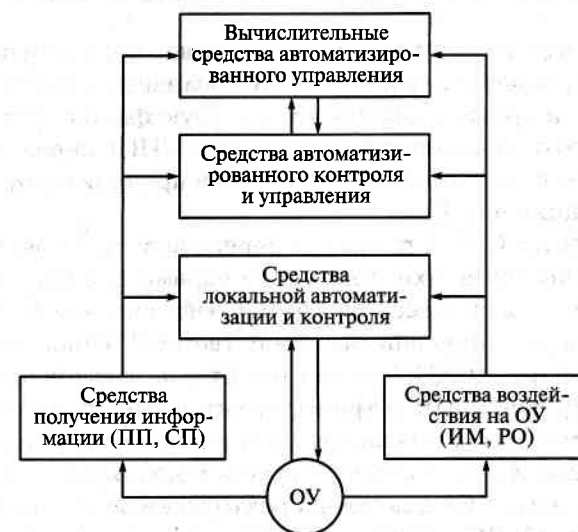 Вычислительные
средства автоматизиро-
ванного управления
Средства автоматизи-
рованного контроля
и управления
Средства
локальной автомати-
зации и контроля
Средства
получения инфор-
мации (ПП, СП)
Средства воздей-
ствия на ОУ
(ИМ, РО)
ОУ